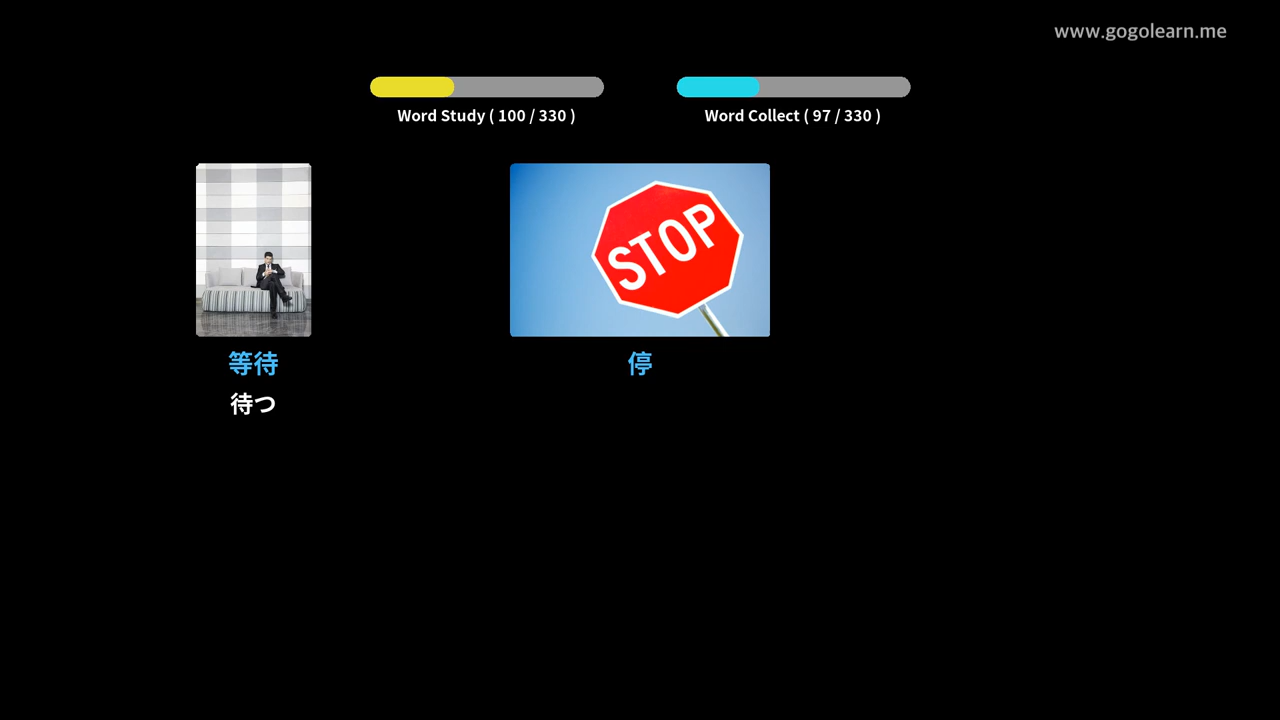 www.gogolearn.me
Word Study ( 100 / 330 )
Word Collect ( 97 / 330 )
STOP
等待
停
待つ